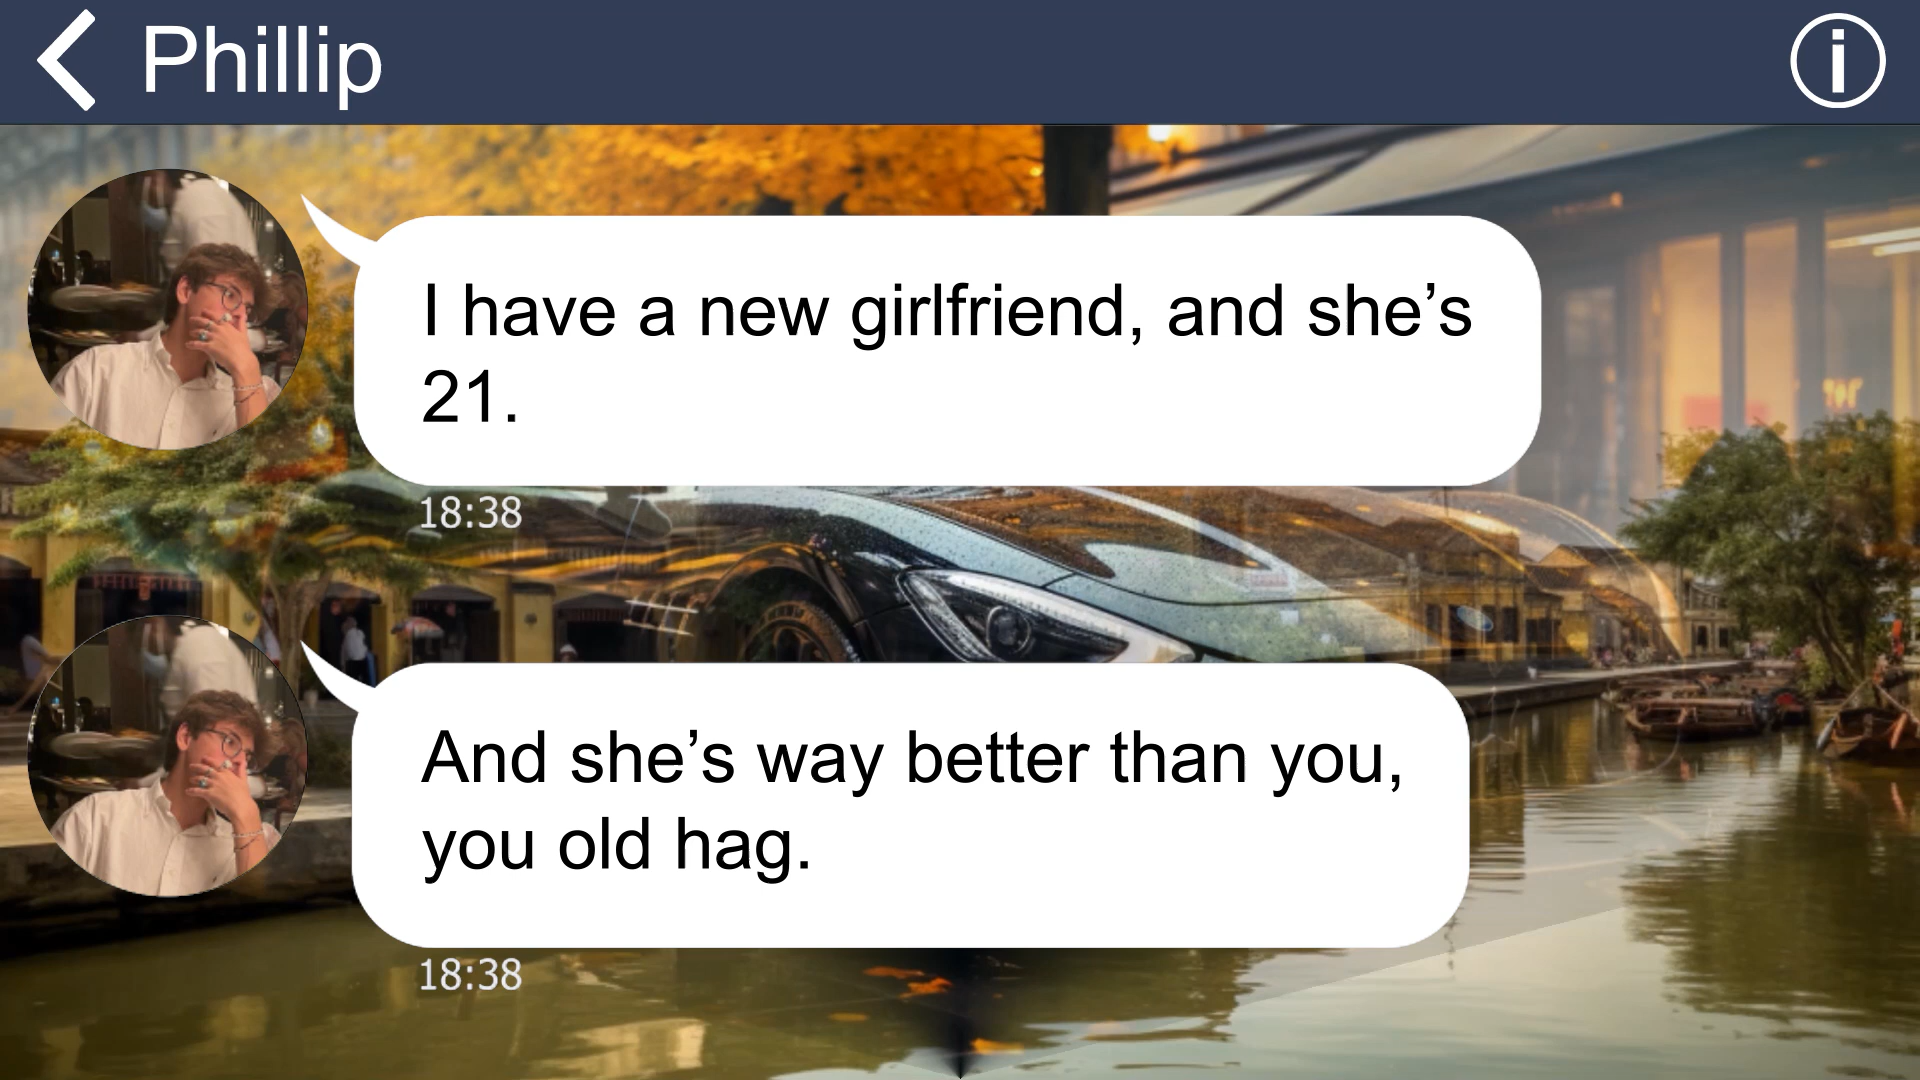 Phillip
I have a new girlfriend, and she’s
21.
18:38
And she’s way better than you,
you old hag.
18:38